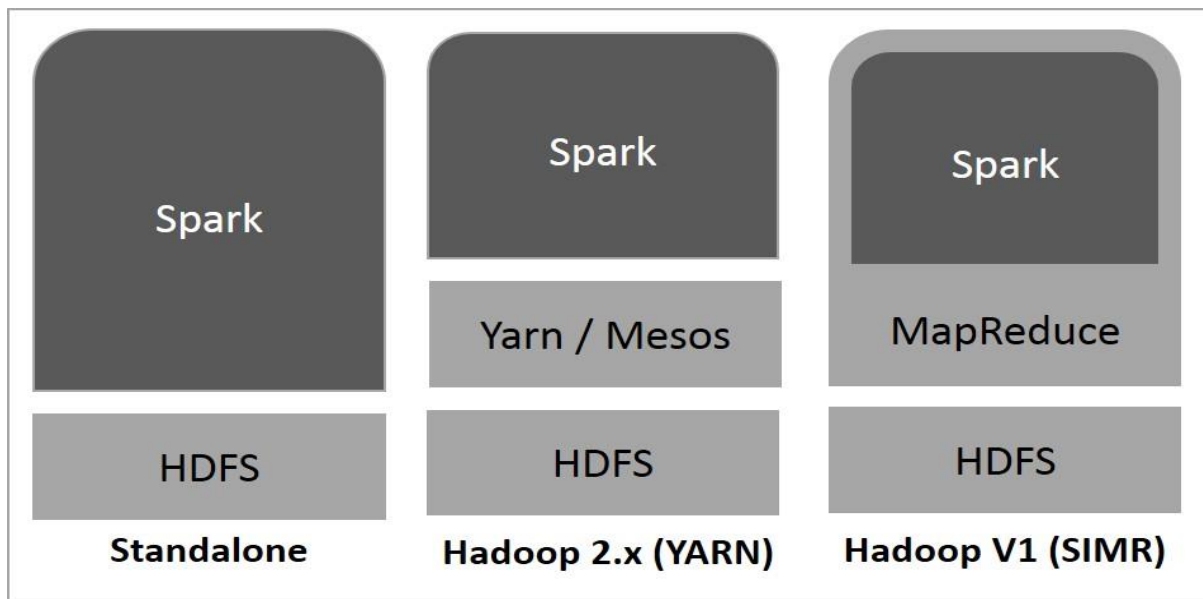 Spark
HDFS
Standalone
Spark
Yarn / Mesos
HDFS
Hadoop 2.x (YARN)
Spark
MapReduce
HDFS
Hadoop V1 (SIMR)